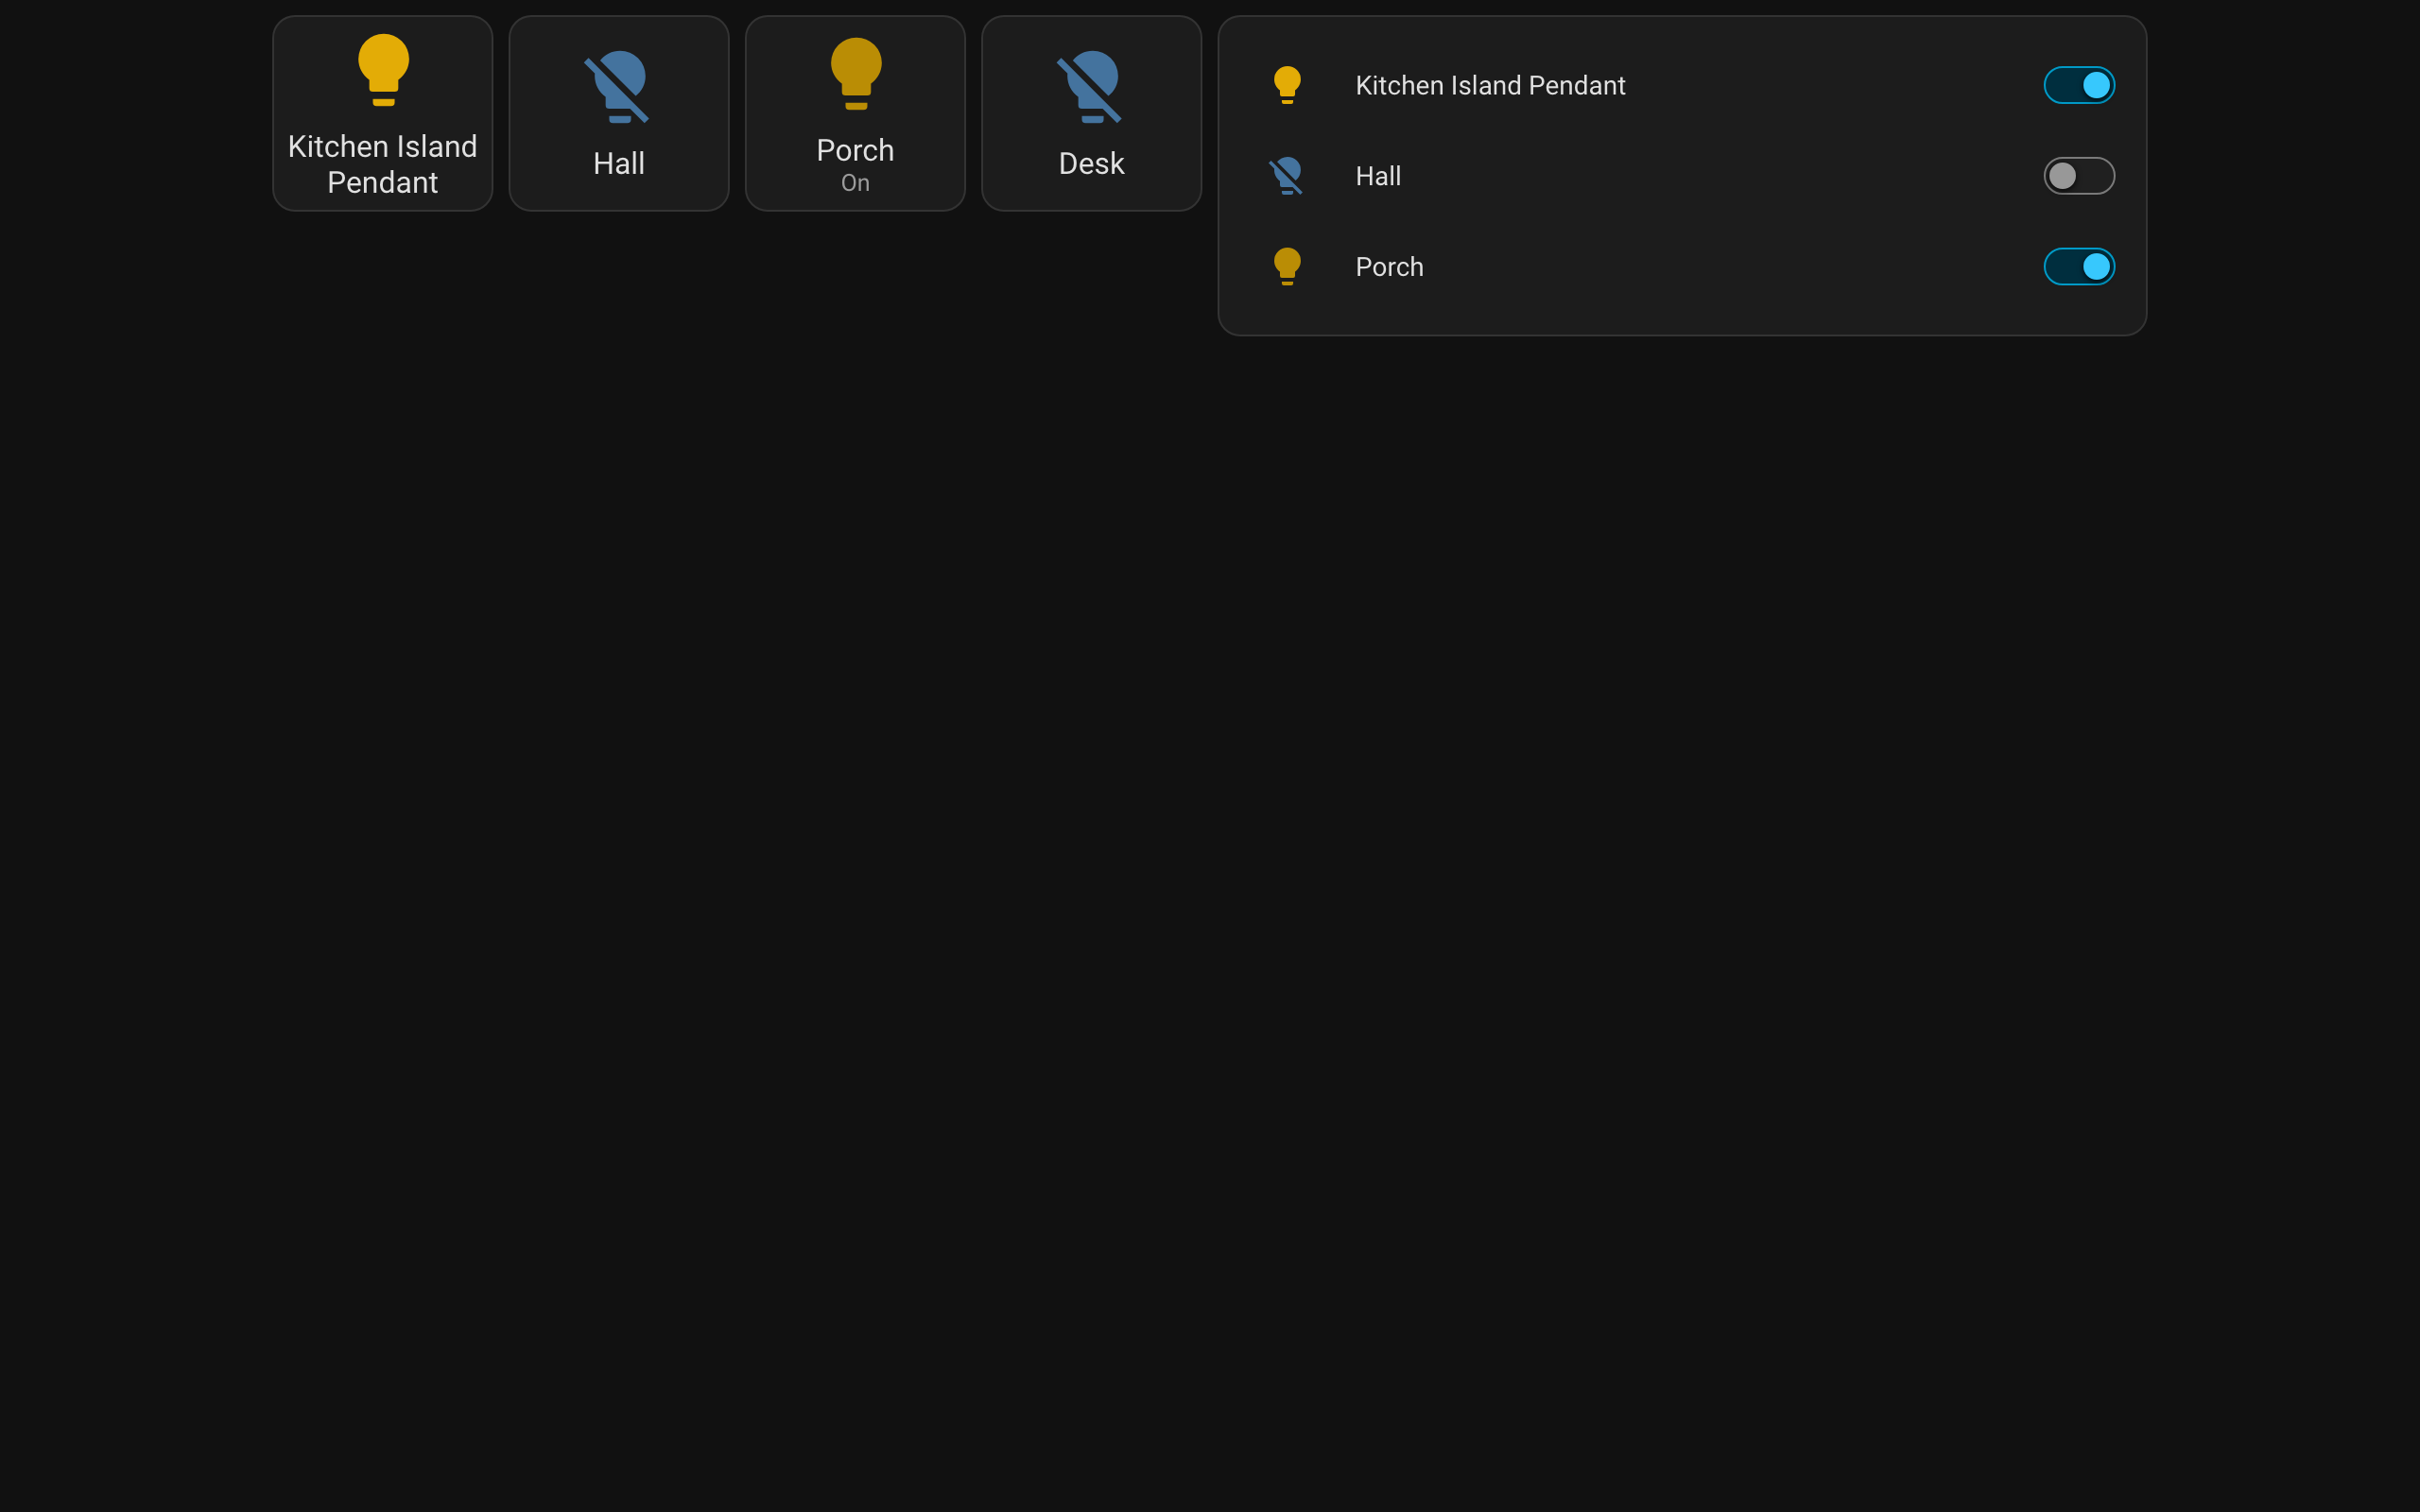 Kitchen Island
Pendant
Hall
Porch
On
Desk
Kitchen Island Pendant
Hall
Porch